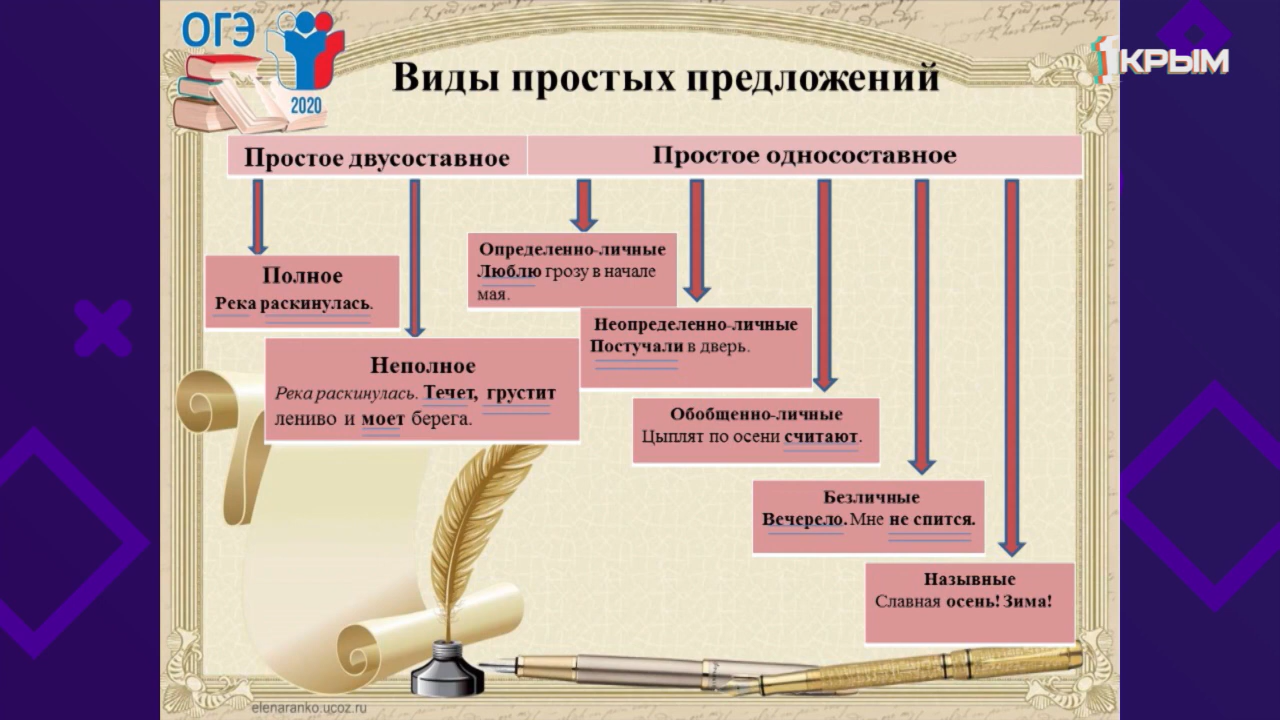 ОГЭ
2020
КРЫМ
Виды простых предложений
Простое двусоставное
Простое односоставное
Полное
Река раскинулась.
Неполное
Река раскинулась. Течет, грустит
лениво и моет берега.
Определенно-личные
Люблю грозу в начале
мая.
Неопределенно-личные
Постучали в дверь.
Обобщенно-личные
Цыплят по осени считают.
Безличные
Вечерело. Мне не спится.
Назывные
Славная осень! Зима!
elenaranko.ucoz.ru